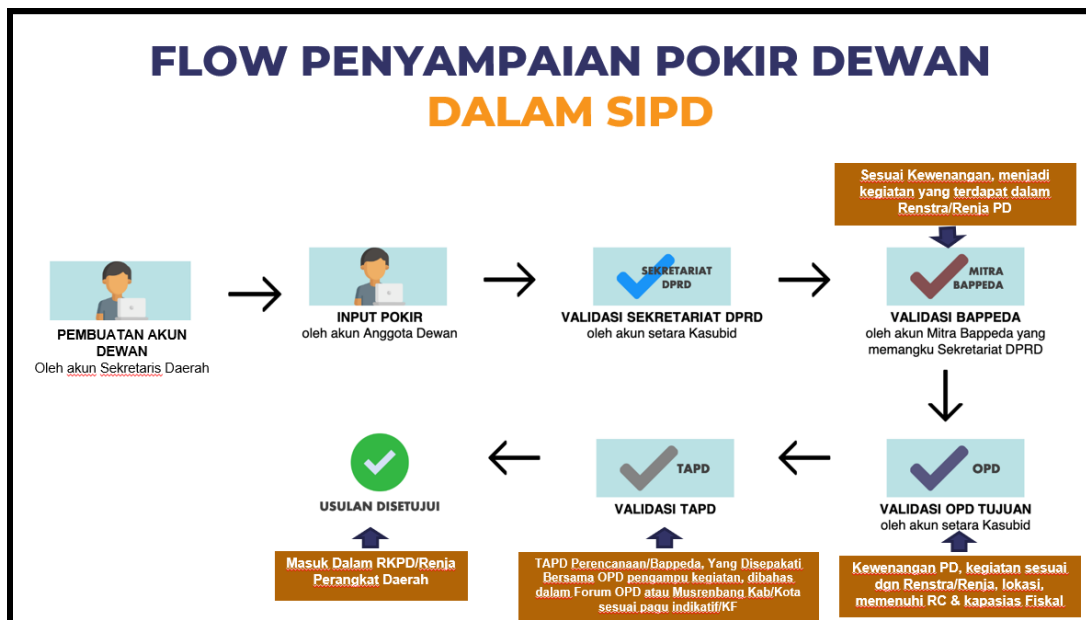 FLOW PENYAMPAIAN POKIR DEWAN
DALAM SIPD
Sesuai Kewenangan, menjadi
kegiatan yang terdapat dalam
Renstra/Renja PD
PEMBUATAN AKUN
DEWAN
Oleh akun Sekretaris Daerah
INPUT POKIR
oleh akun Anggota Dewan
SEKRETARIAT
DPRD
VALIDASI SEKRETARIAT DPRD
oleh akun setara Kasubid
MITRA
BAPPEDA
VALIDASI BAPPEDA
oleh akun Mitra Bappeda yang
memangku Sekretariat DPRD
OPD
VALIDASI OPD TUJUAN
oleh akun setara Kasubid
Kewenangan PD, kegiatan sesuai
dgn Renstra/Renja, lokasi,
memenuhi RC & kapasias Fiskal
TAPD
VALIDASI TAPD
TAPD Perencanaan/Bappeda, Yang Disepakati
Bersama OPD pengampu kegiatan, dibahas
dalam Forum OPD atau Musrenbang Kab/Kota
sesuai pagu indikatif/KF
USULAN DISETUJUI
Masuk Dalam RKPD/Renja
Perangkat Daerah